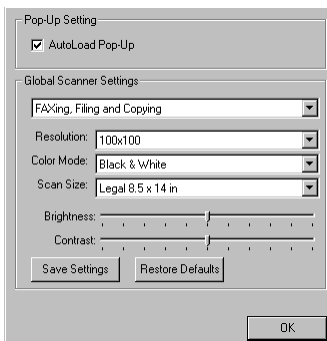 Pop-Up Setting
AutoLoad Pop-Up
Global Scanner Settings
FAXing, Filing and Copying
Resolution: 100x100
Color Mode: Black & White
Scan Size: Legal 8.5 x 14 in
Brightness:
Contrast:
Save Settings Restore Defaults
OK